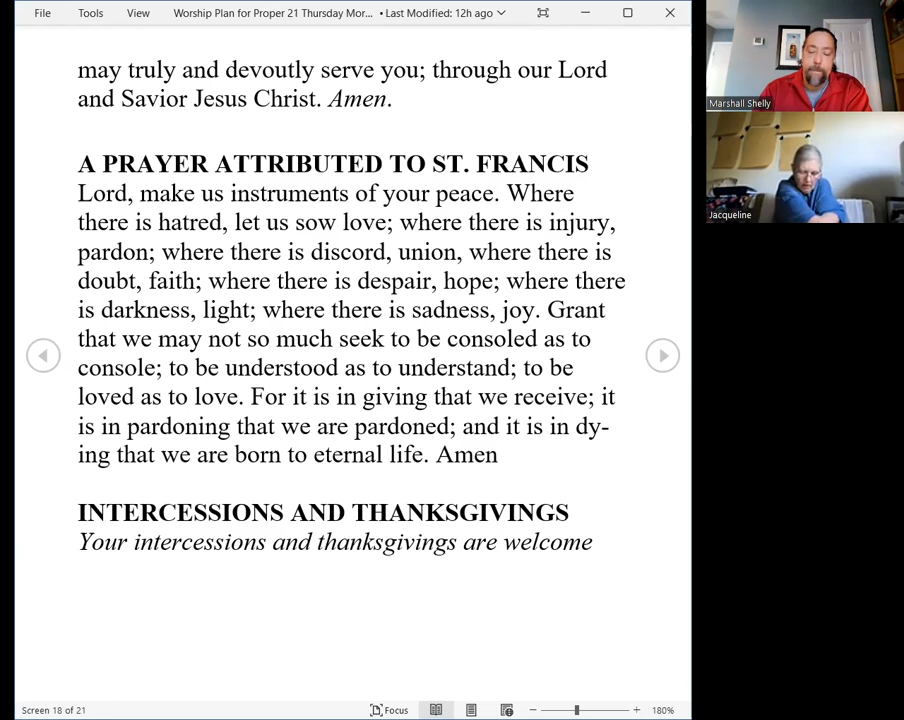 File Tools View Worship Plan for Proper 21 Thursday Mor... • Last Modified: 12h ago
may truly and devoutly serve you; through our Lord
and Savior Jesus Christ. Amen.
A PRAYER ATTRIBUTED TO ST. FRANCIS
Lord, make us instruments of your peace. Where
there is hatred, let us sow love; where there is injury,
pardon; where there is discord, union, where there is
doubt, faith; where there is despair, hope; where there
is darkness, light; where there is sadness, joy. Grant
that we may not so much seek to be consoled as to
console; to be understood as to understand; to be
loved as to love. For it is in giving that we receive; it
is in pardoning that we are pardoned; and it is in dy-
ing that we are born to eternal life. Amen
INTERCESSIONS AND THANKSGIVINGS
Your intercessions and thanksgivings are welcome
Screen 18 of 21 Focus 180%
Marshall Shelly
Jacqueline